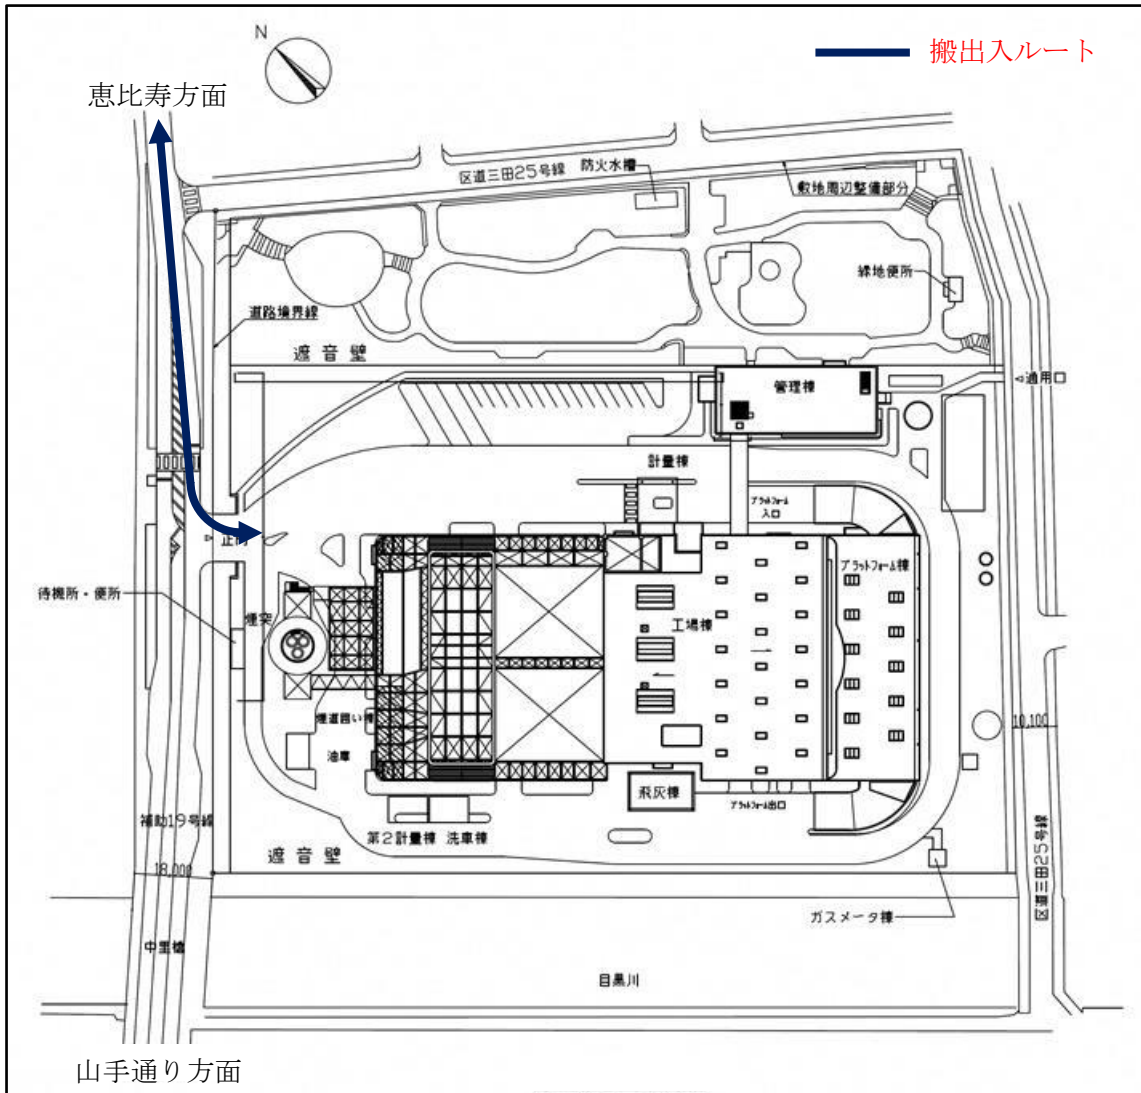 N
搬出入ルート
恵比寿方面
区道三田25号線
防火水槽
敷地周辺整備部分
緑地便所
道路境界線
遮音壁
管理棟
通用口
計量棟
プラットフォーム
入口
正門
プラットフォーム棟
待機所・便所
煙突
工場棟
煙道囲い棟
10,100
油庫
飛灰棟
プラットフォーム出口
補助19号線
第2計量棟
洗車棟
遮音壁
18,000
区道三田25号線
ガスメータ棟
中里橋
目黒川
山手通り方面